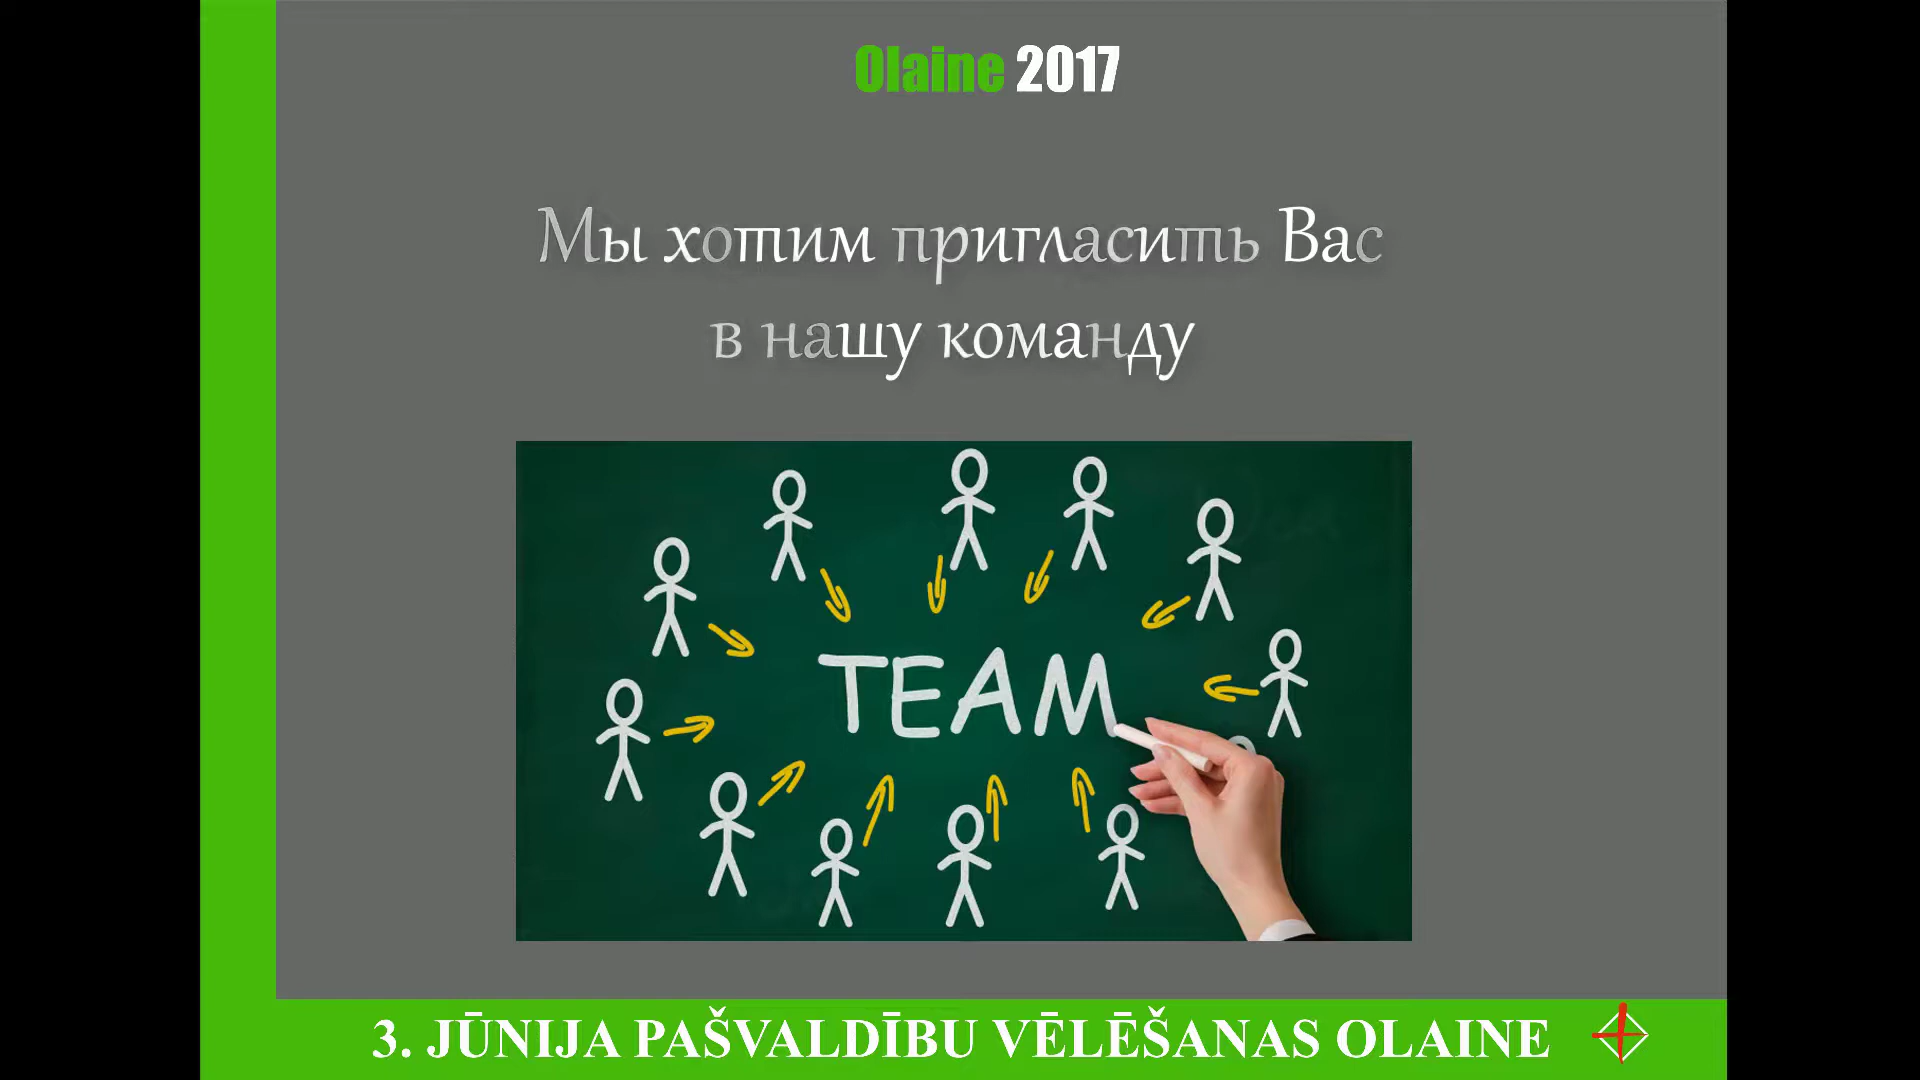 Olaine 2017
Мы хотим пригласить Вас
в нашу команду
TEAM
3. JŪNIJA PAŠVALDĪBU VĒLĒŠANAS OLAINE